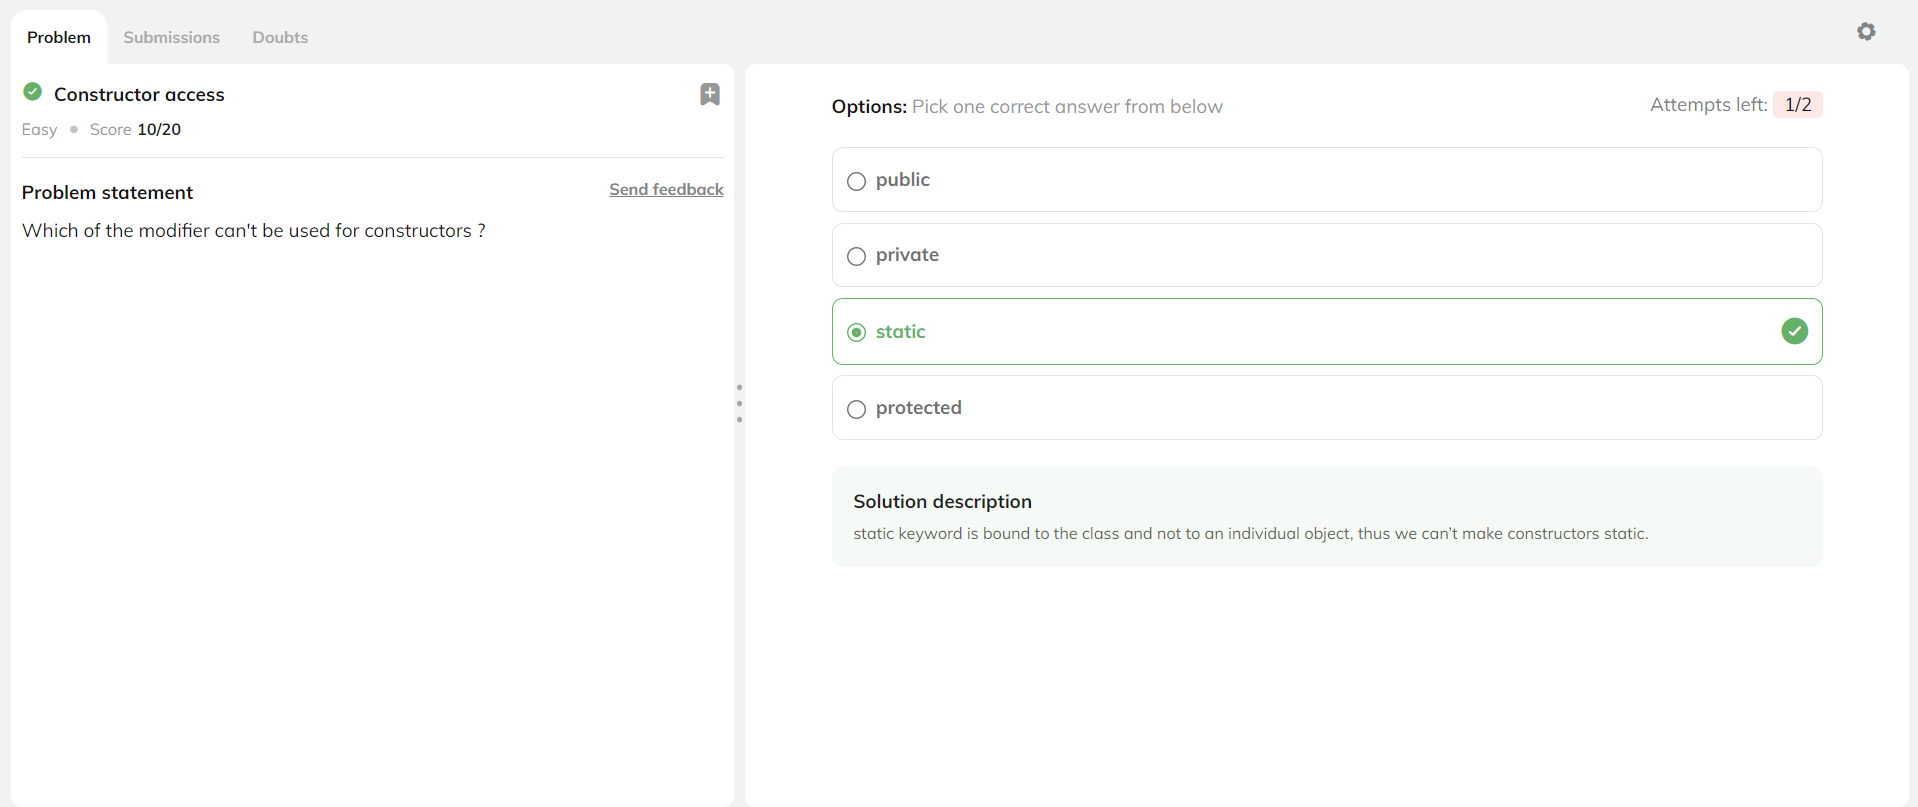 Problem
Submissions
Doubts
Constructor access
Easy
Score 10/20
Problem statement
Send feedback
Which of the modifier can't be used for constructors ?
Options: Pick one correct answer from below
Attempts left: 1/2
public
private
static
protected
Solution description
static keyword is bound to the class and not to an individual object, thus we can’t make constructors static.